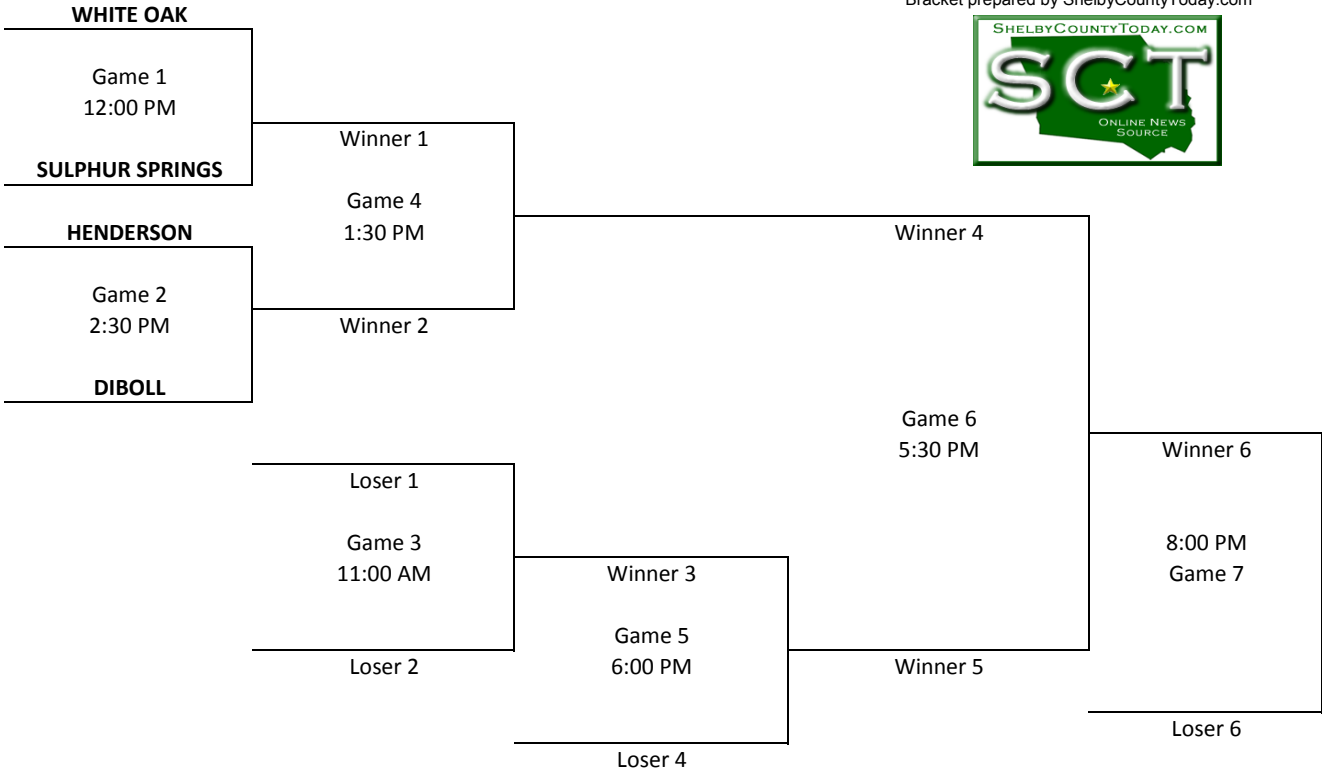 Bracket prepared by ShelbyCountyToday.com
SHELBYCOUNTYTODAY.COM
SCT
ONLINE NEWS
SOURCE
WHITE OAK
Game 1
12:00 PM
SULPHUR SPRINGS
Winner 1
Game 4
1:30 PM
HENDERSON
Game 2
2:30 PM
DIBOLL
Winner 2
Winner 4
Game 6
5:30 PM
Winner 6
Loser 1
Game 3
11:00 AM
Loser 2
Winner 3
Game 5
6:00 PM
Loser 4
Winner 5
8:00 PM
Game 7
Loser 6